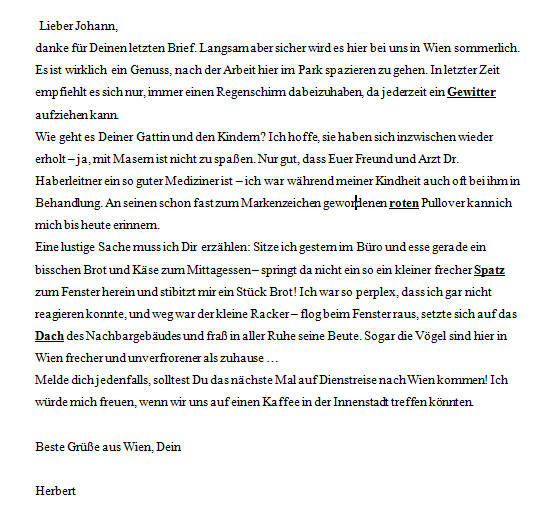 Lieber Johann,
danke für Deinen letzten Brief. Langsam aber sicher wird es hier bei uns in Wien sommerlich.
Es ist wirklich ein Genuss, nach der Arbeit hier im Park spazieren zu gehen. In letzter Zeit
empfiehlt es sich nur, immer einen Regenschirm dabeizuhaben, da jederzeit ein Gewitter
aufziehen kann.
Wie geht es Deiner Gattin und den Kindern? Ich hoffe, sie haben sich inzwischen wieder
erholt – ja, mit Masern ist nicht zu spaßen. Nur gut, dass Euer Freund und Arzt Dr.
Haberleitner ein so guter Mediziner ist – ich war während meiner Kindheit auch oft bei ihm in
Behandlung. An seinen schon fast zum Markenzeichen gewordenen roten Pullover kann ich
mich bis heute erinnern.
Eine lustige Sache muss ich Dir erzählen: Sitze ich gestern im Büro und esse gerade ein
bisschen Brot und Käse zum Mittagessen – springt da nicht ein so ein kleiner frecher Spatz
zum Fenster herein und stibitzt mir ein Stück Brot! Ich war so perplex, dass ich gar nicht
reagieren konnte, und weg war der kleine Racker – flog beim Fenster raus, setzte sich auf das
Dach des Nachbargebäudes und fraß in aller Ruhe seine Beute. Sogar die Vögel sind hier in
Wien frecher und unverfrorener als zuhause …
Melde dich jedenfalls, solltest Du das nächste Mal auf Dienstreise nach Wien kommen! Ich
würde mich freuen, wenn wir uns auf einen Kaffee in der Innenstadt treffen könnten.
Beste Grüße aus Wien, Dein
Herbert